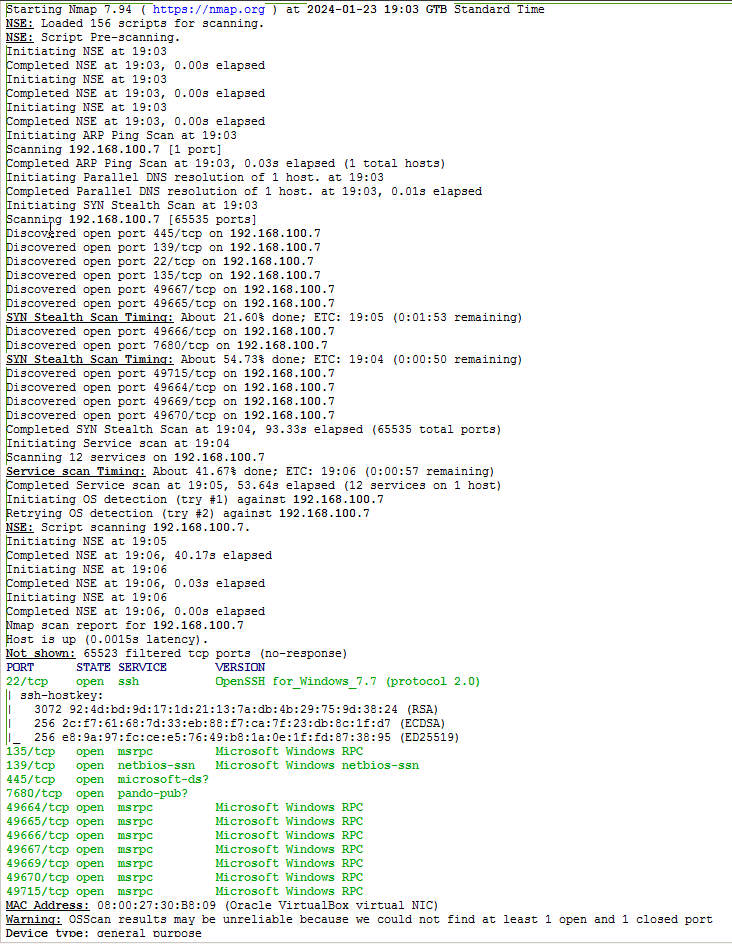 Starting Nmap 7.94 ( https://nmap.org ) at 2024-01-23 19:03 GTB Standard Time
NSE: Loaded 156 scripts for scanning.
NSE: Script Pre-scanning.
Initiating NSE at 19:03
Completed NSE at 19:03, 0.00s elapsed
Initiating NSE at 19:03
Completed NSE at 19:03, 0.00s elapsed
Initiating NSE at 19:03
Completed NSE at 19:03, 0.00s elapsed
Initiating ARP Ping Scan at 19:03
Scanning 192.168.100.7 [1 port]
Completed ARP Ping Scan at 19:03, 0.03s elapsed (1 total hosts)
Initiating Parallel DNS resolution of 1 host. at 19:03
Completed Parallel DNS resolution of 1 host. at 19:03, 0.01s elapsed
Initiating SYN Stealth Scan at 19:03
Scanning 192.168.100.7 [65535 ports]
Discovered open port 445/tcp on 192.168.100.7
Discovered open port 139/tcp on 192.168.100.7
Discovered open port 22/tcp on 192.168.100.7
Discovered open port 135/tcp on 192.168.100.7
Discovered open port 49667/tcp on 192.168.100.7
Discovered open port 49665/tcp on 192.168.100.7
SYN Stealth Scan Timing: About 21.60% done; ETC: 19:05 (0:01:53 remaining)
Discovered open port 49666/tcp on 192.168.100.7
Discovered open port 7680/tcp on 192.168.100.7
SYN Stealth Scan Timing: About 54.73% done; ETC: 19:04 (0:00:50 remaining)
Discovered open port 49715/tcp on 192.168.100.7
Discovered open port 49664/tcp on 192.168.100.7
Discovered open port 49669/tcp on 192.168.100.7
Discovered open port 49670/tcp on 192.168.100.7
Completed SYN Stealth Scan at 19:04, 93.33s elapsed (65535 total ports)
Initiating Service scan at 19:04
Scanning 12 services on 192.168.100.7
Service scan Timing: About 41.67% done; ETC: 19:06 (0:00:57 remaining)
Completed Service scan at 19:05, 53.64s elapsed (12 services on 1 host)
Initiating OS detection (try #1) against 192.168.100.7
Retrying OS detection (try #2) against 192.168.100.7
NSE: Script scanning 192.168.100.7.
Initiating NSE at 19:05
Completed NSE at 19:06, 40.17s elapsed
Initiating NSE at 19:06
Completed NSE at 19:06, 0.03s elapsed
Initiating NSE at 19:06
Completed NSE at 19:06, 0.00s elapsed
Nmap scan report for 192.168.100.7
Host is up (0.0015s latency).
Not shown: 65523 filtered tcp ports (no-response)
PORT      STATE SERVICE       VERSION
22/tcp    open  ssh           OpenSSH for_Windows_7.7 (protocol 2.0)
| ssh-hostkey:
|   3072 92:4d:bd:9d:17:1d:21:13:7a:db:4b:29:75:9d:38:24 (RSA)
|   256 2c:f7:61:68:7d:33:eb:88:f7:ca:7f:23:db:8c:1f:d7 (ECDSA)
|_  256 e8:9a:97:fc:ce:e5:76:49:b8:1a:0e:1f:fd:87:38:95 (ED25519)
135/tcp   open  msrpc         Microsoft Windows RPC
139/tcp   open  netbios-ssn   Microsoft Windows netbios-ssn
445/tcp   open  microsoft-ds?
7680/tcp  open  pando-pub?
49664/tcp open  msrpc         Microsoft Windows RPC
49665/tcp open  msrpc         Microsoft Windows RPC
49666/tcp open  msrpc         Microsoft Windows RPC
49667/tcp open  msrpc         Microsoft Windows RPC
49669/tcp open  msrpc         Microsoft Windows RPC
49670/tcp open  msrpc         Microsoft Windows RPC
49715/tcp open  msrpc         Microsoft Windows RPC
MAC Address: 08:00:27:30:B8:09 (Oracle VirtualBox virtual NIC)
Warning: OSScan results may be unreliable because we could not find at least 1 open and 1 closed port
Device type: general purpose